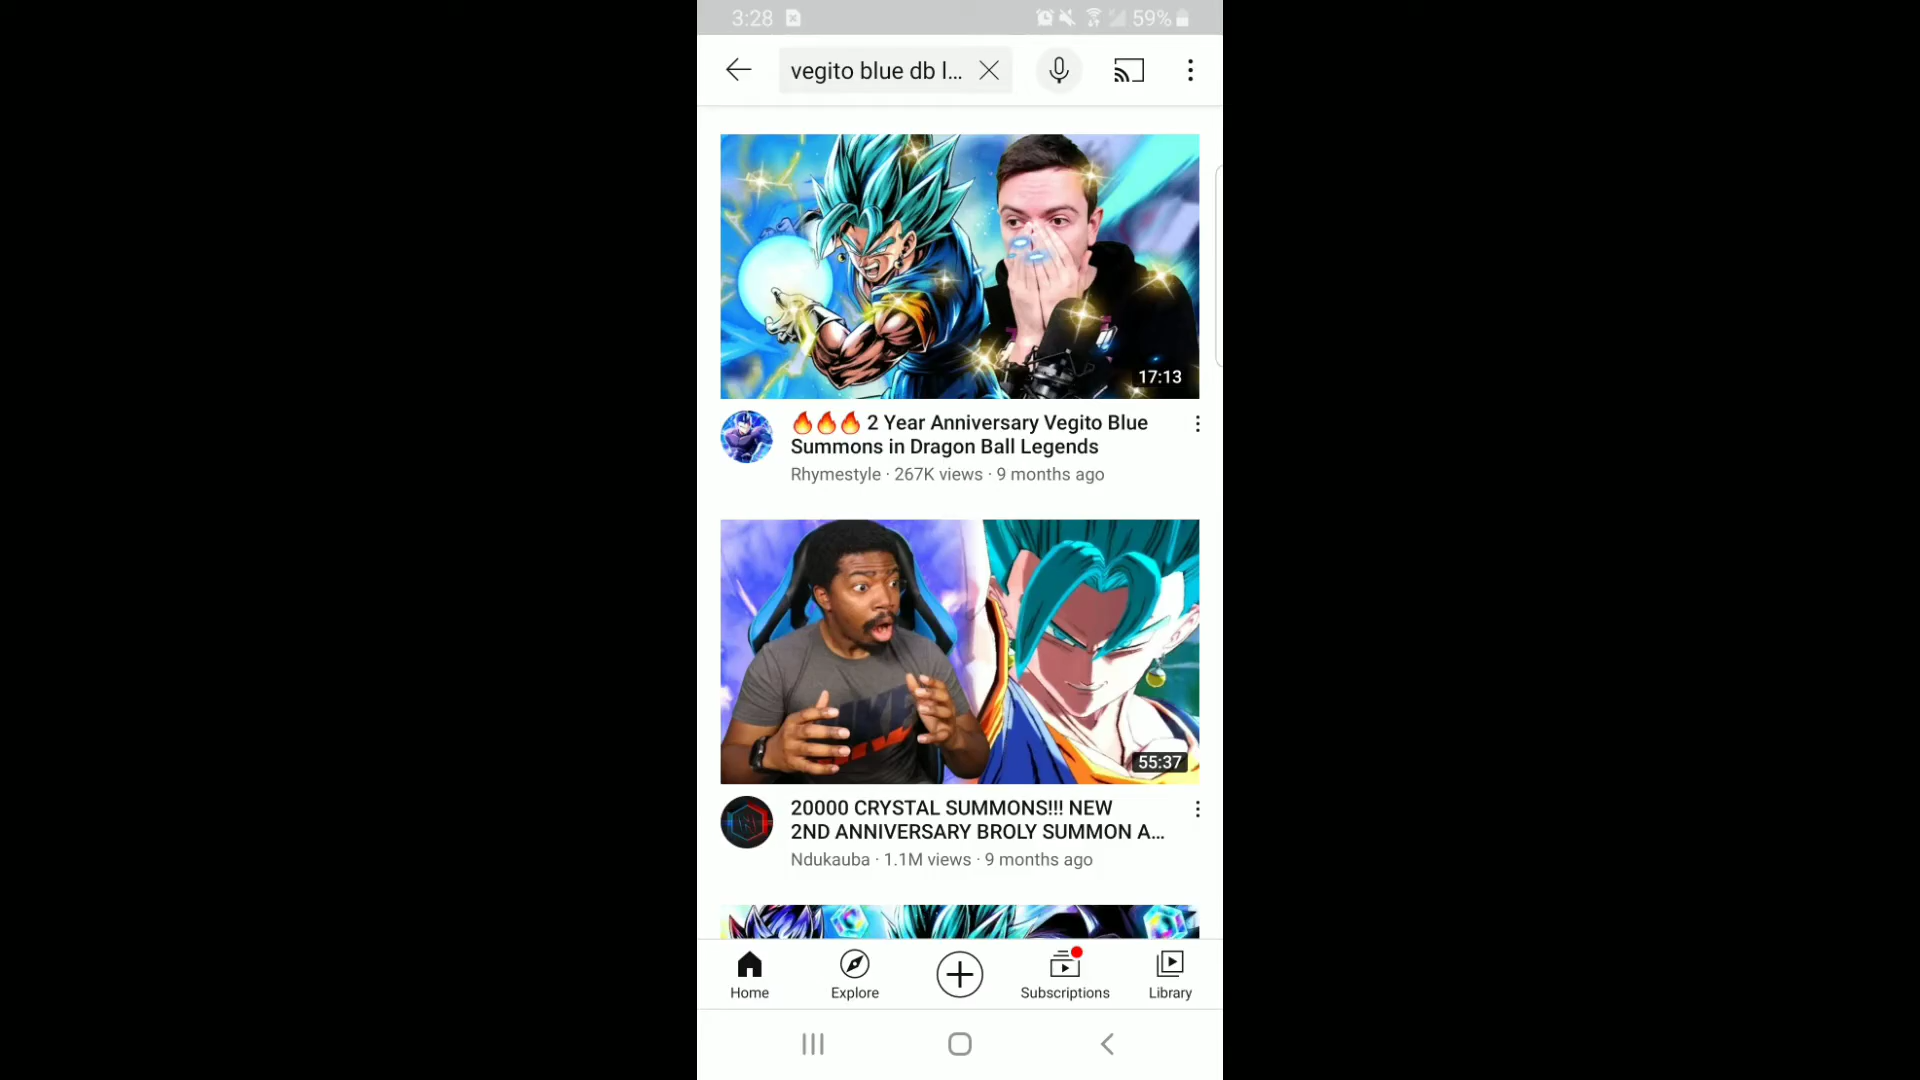 3:28
59%
vegito blue db l...
17:13
🔥🔥🔥 2 Year Anniversary Vegito Blue
Summons in Dragon Ball Legends
Rhymestyle · 267K views · 9 months ago
55:37
20000 CRYSTAL SUMMONS!!! NEW
2ND ANNIVERSARY BROLY SUMMON A...
Ndukauba · 1.1M views · 9 months ago
Home
Explore
Subscriptions
Library